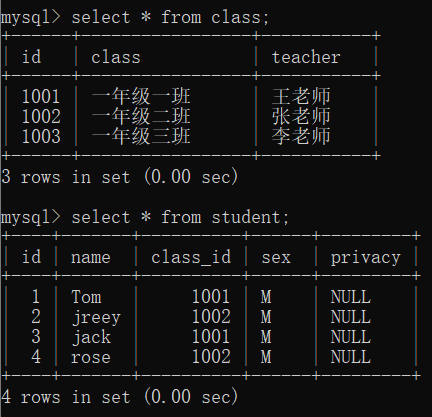 mysql> select * from class;
+------+-----------------+-----------+
| id   | class           | teacher   |
+------+-----------------+-----------+
| 1001 | 一年级一班      | 王老师    |
| 1002 | 一年级二班      | 张老师    |
| 1003 | 一年级三班      | 李老师    |
+------+-----------------+-----------+
3 rows in set (0.00 sec)
mysql> select * from student;
+----+-------+----------+------+---------+
| id | name  | class_id | sex  | privacy |
+----+-------+----------+------+---------+
|  1 | Tom   |     1001 | M    | NULL    |
|  2 | jreey |     1002 | M    | NULL    |
|  3 | jack  |     1001 | M    | NULL    |
|  4 | rose  |     1002 | M    | NULL    |
+----+-------+----------+------+---------+
4 rows in set (0.00 sec)